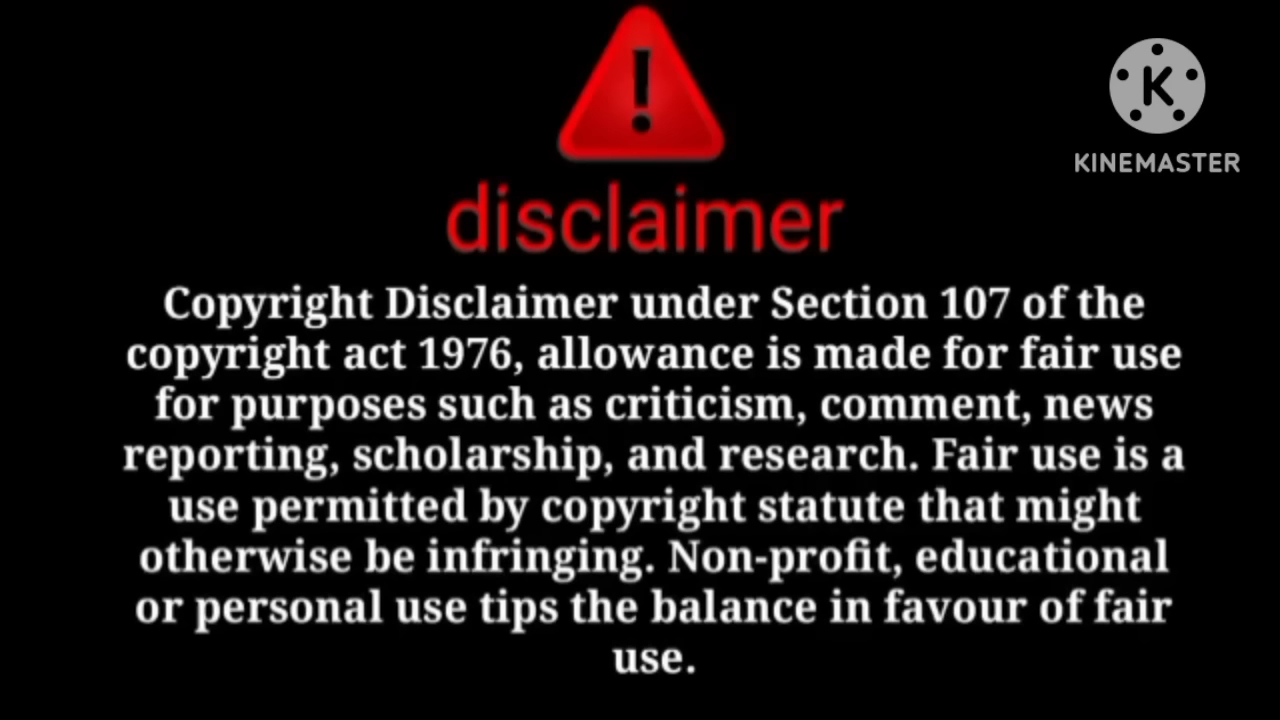 !
K
KINEMASTER
disclaimer
Copyright Disclaimer under Section 107 of the
copyright act 1976, allowance is made for fair use
for purposes such as criticism, comment, news
reporting, scholarship, and research. Fair use is a
use permitted by copyright statute that might
otherwise be infringing. Non-profit, educational
or personal use tips the balance in favour of fair
use.